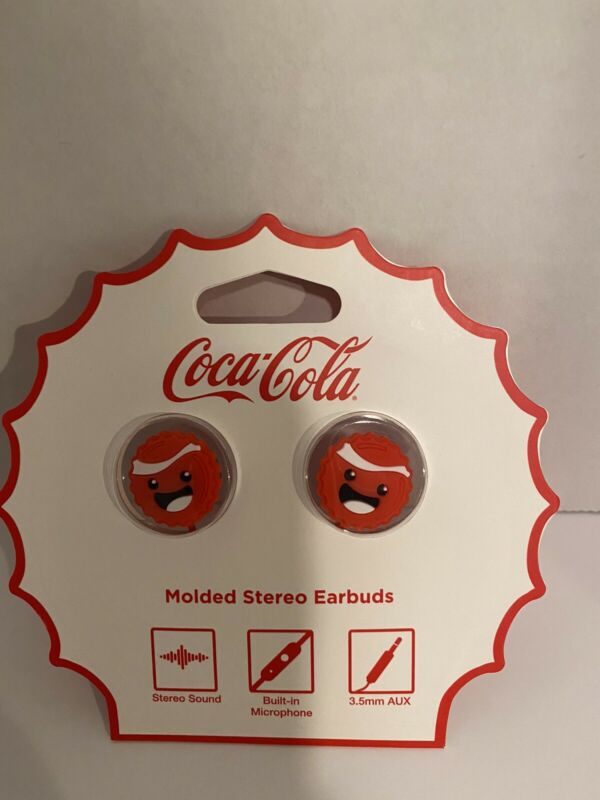 Coca-Cola®
Molded Stereo Earbuds
Stereo Sound
Built-in
Microphone
3.5mm AUX